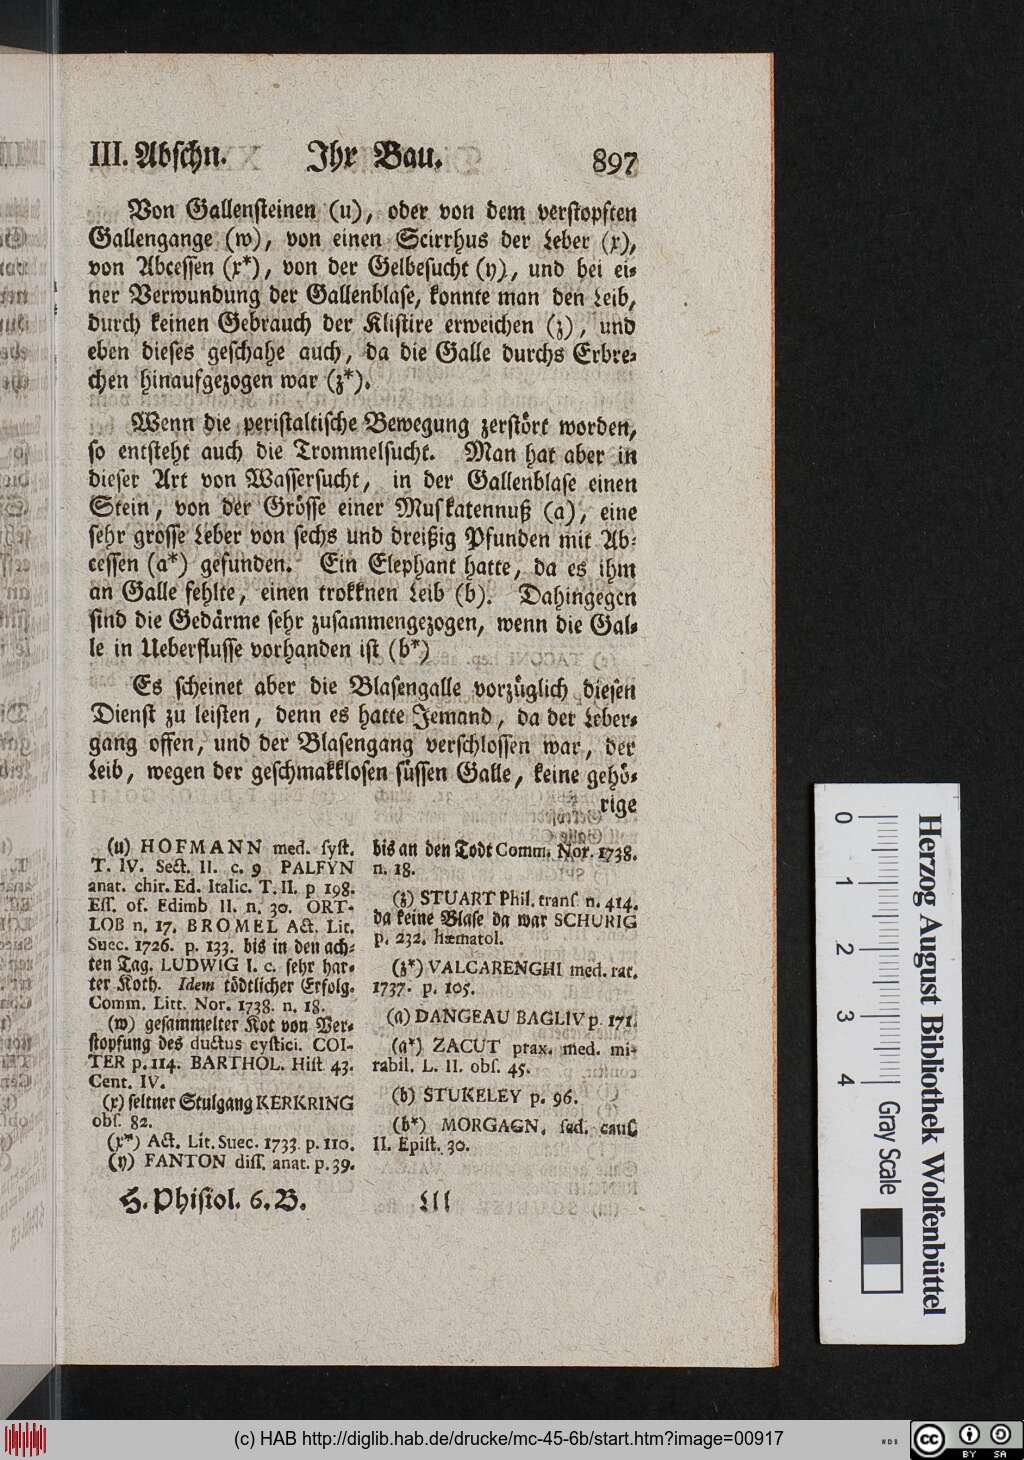 III. Abschn. Ihr Bau. 897
Von Gallensteinen (u), oder von dem verstopften
Gallengange (w), von einen Scirrhus der Leber (x),
von Abcessen (x*), von der Gelbesucht (y), und bei ei-
ner Verwundung der Gallenblase, konnte man den Leib,
durch keinen Gebrauch der Klistire erweichen (z), und
eben dieses geschahe auch, da die Galle durchs Erbre-
chen hinaufgezogen war (z*).
Wenn die peristaltische Bewegung zerstört worden,
so entsteht auch die Trommelsucht. Man hat aber in
dieser Art von Wassersucht, in der Gallenblase einen
Stein, von der Grösse einer Muskatennuß (a), eine
sehr grosse Leber von sechs und dreißig Pfunden mit Ab-
cessen (a*) gefunden. Ein Elephant hatte, da es ihm
an Galle fehlte, einen trokknen Leib (b). Dahingegen
sind die Gedärme sehr zusammengezogen, wenn die Gal-
le in Ueberflusse vorhanden ist (b*)
Es scheinet aber die Blasengalle vorzüglich diesen
Dienst zu leisten, denn es hatte Jemand, da der Leber-
gang offen, und der Blasengang verschlossen war, der
Leib, wegen der geschmakklosen süssen Galle, keine gehö-
rige
(u) HOFMANN med. syst.
T. IV. Sect. II. c. 9 PALFYN
anat. chir. Ed. Italic. T. II. p 198.
Ess. of. Edimb II. n. 30. ORT-
LOB n. 17. BROMEL Act. Lit.
Suec. 1726. p. 133. bis in den ach-
ten Tag. LUDWIG l. c. sehr har-
ter Koth. Idem tödtlicher Erfolg.
Comm. Litt. Nor. 1738. n. 18.
(w) gesammelter Kot von Ver-
stopfung des ductus cystici. COI-
TER p. 114. BARTHOL. Hist 43.
Cent. IV.
(x) seltner Stulgang KERKRING
obs. 82.
(x*) Act. Lit. Suec. 1733. p. 110.
(y) FANTON diss. anat. p. 39.
bis an den Todt Comm. Nor. 1738.
n. 18.
(z) STUART Phil. trans. n. 414.
da keine Blase da war SCHURIG
p. 232. hæmatol.
(z*) VALCARENGHI med. rat.
1737. p. 105.
(a) DANGEAU BAGLIV p. 171.
(a*) ZACUT prax. med. mi-
rabil. L. II. obs. 45.
(b) STUKELEY p. 96.
(b*) MORGAGN. sed. caus
II. Epist. 30.
H. Phisiol. 6. B. Lll
0 1 2 3 4
Gray Scale
Herzog August Bibliothek Wolfenbüttel
(c) HAB http://diglib.hab.de/drucke/mc-45-6b/start.htm?image=00917
cc BY SA